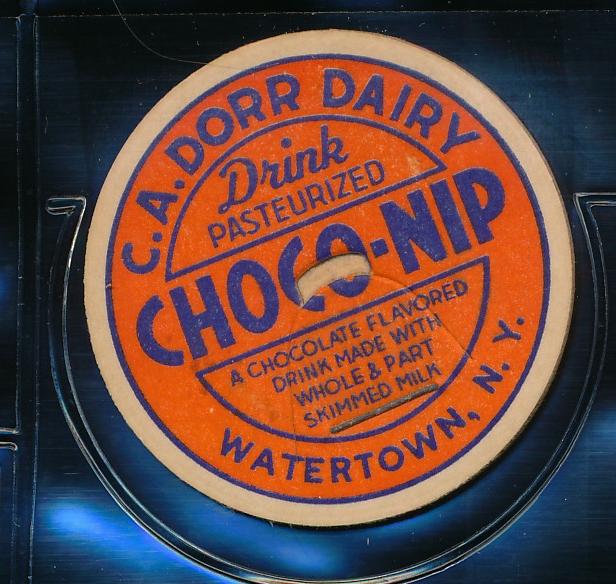 C. A. DORR DAIRY
Drink
PASTEURIZED
CHOCO-NIP
A CHOCOLATE FLAVORED
DRINK MADE WITH
WHOLE & PART
SKIMMED MILK
WATERTOWN, N. Y.